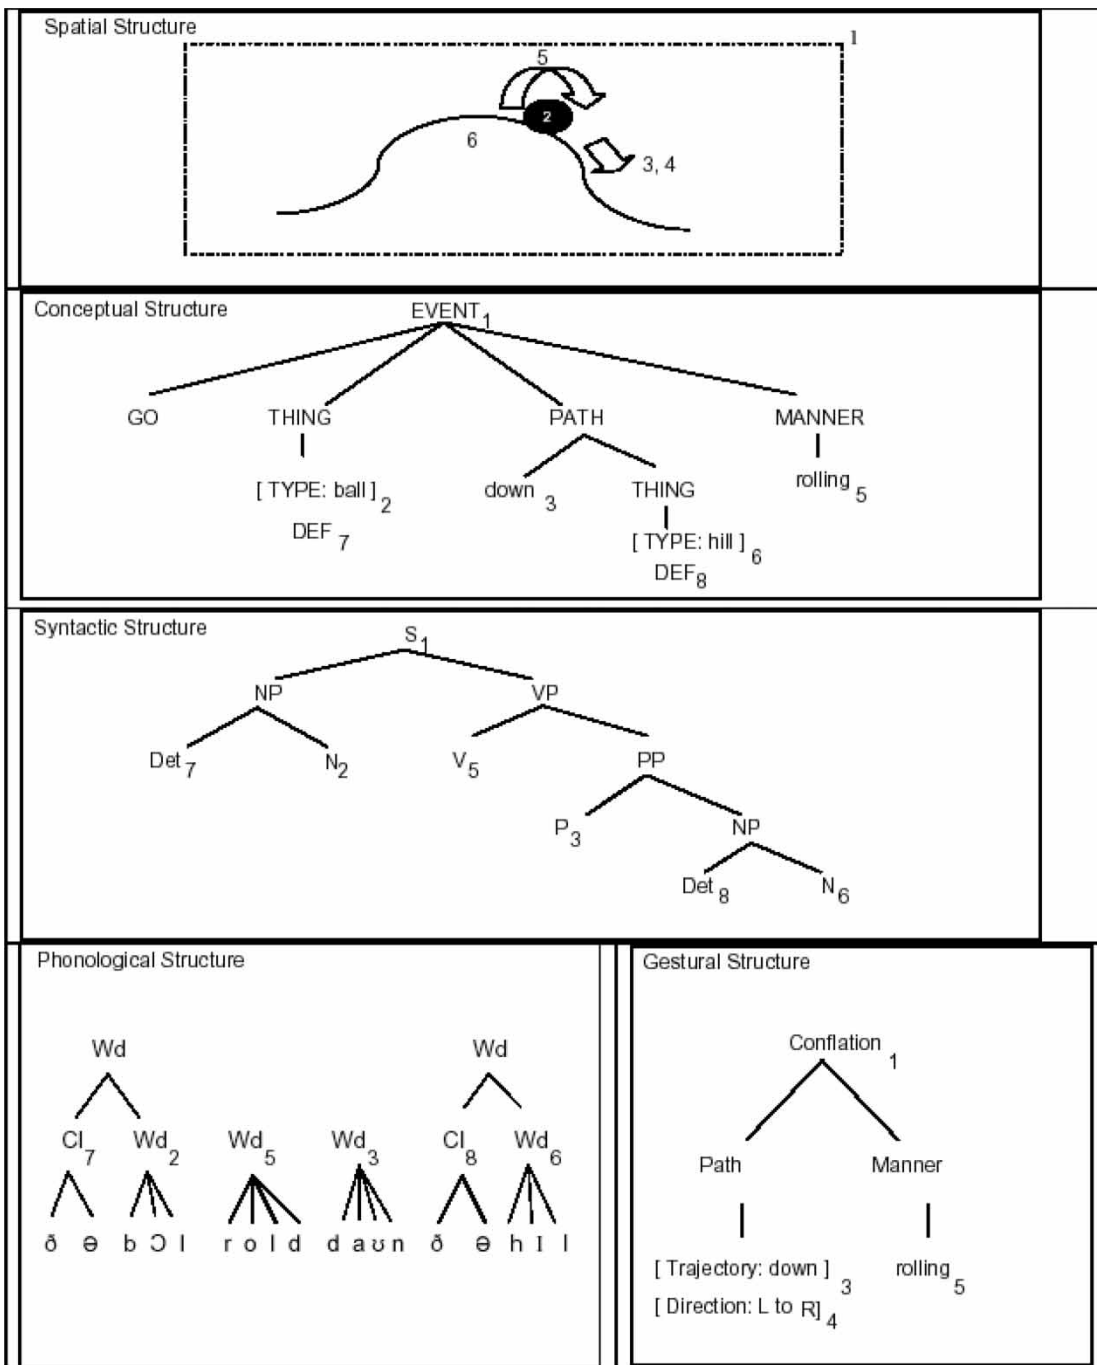 Spatial Structure
1
5
2
6
3, 4
Conceptual Structure
EVENT 1
GO THING PATH MANNER
[ TYPE: ball ] 2 down 3 THING rolling 5
DEF 7 [ TYPE: hill ] 6
DEF 8
Syntactic Structure
S 1
NP VP
Det 7 N 2 V 5 PP
P 3 NP
Det 8 N 6
Phonological Structure
Wd Wd
Cl 7 Wd 2 Wd 5 Wd 3 Cl 8 Wd 6
ð ə b Ɔ l r o l d d a ʊ n ð ə h ɪ l
Gestural Structure
Conflation 1
Path Manner
[ Trajectory: down ] 3 rolling 5
[ Direction: L to R] 4